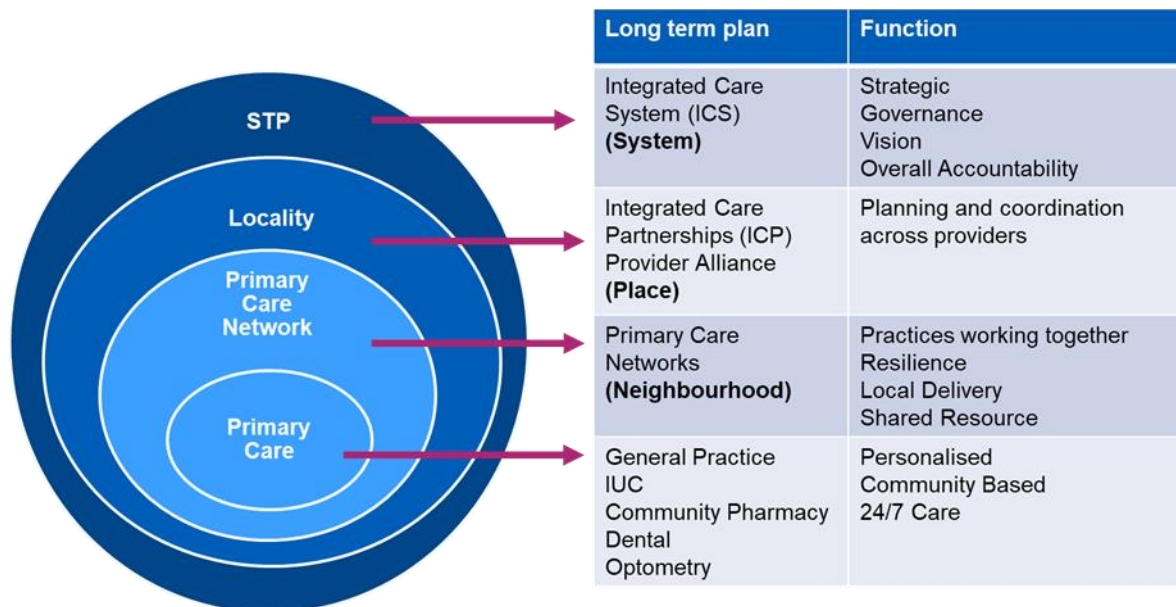 STP
Locality
Primary
Care
Network
Primary
Care
Long term plan
Function
Integrated Care
System (ICS)
(System)
Strategic
Governance
Vision
Overall Accountability
Integrated Care
Partnerships (ICP)
Provider Alliance
(Place)
Planning and coordination
across providers
Primary Care
Networks
(Neighbourhood)
Practices working together
Resilience
Local Delivery
Shared Resource
General Practice
IUC
Community Pharmacy
Dental
Optometry
Personalised
Community Based
24/7 Care